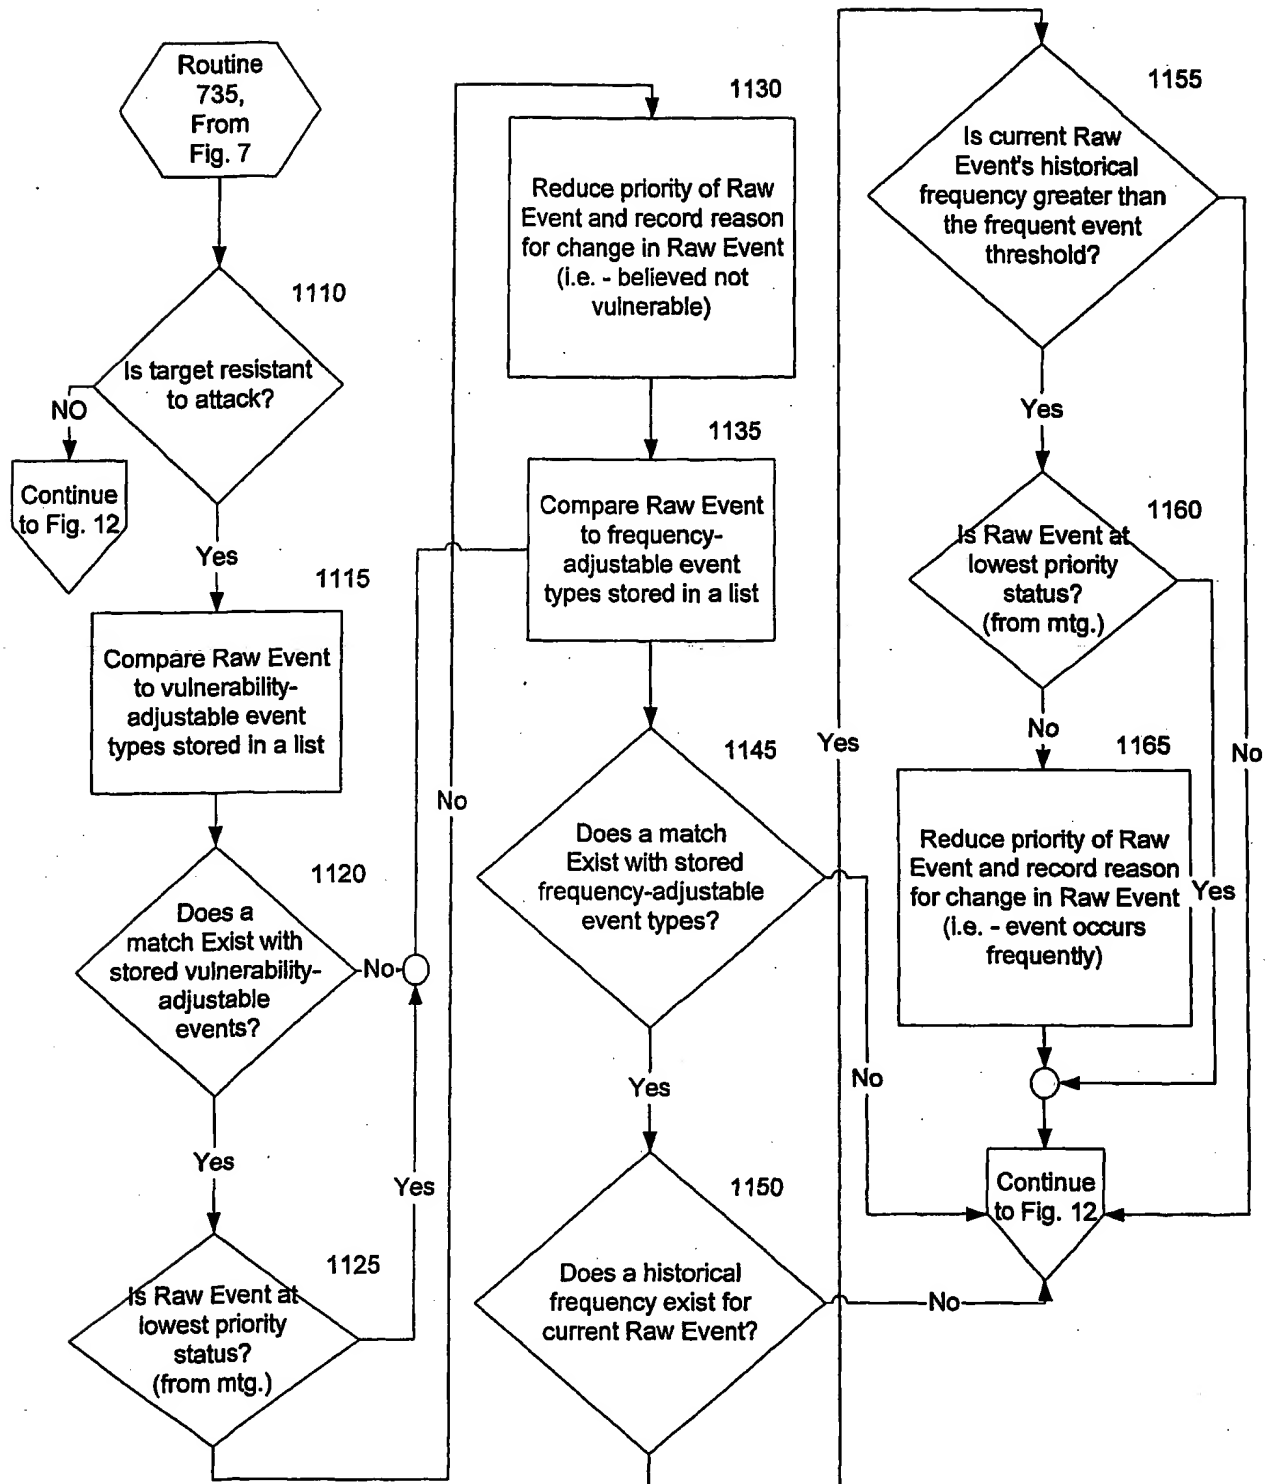 Routine
735,
From
Fig. 7
1110
Is target resistant
to attack?
NO
Continue
to Fig. 12
Yes
1115
Compare Raw Event
to vulnerability-
adjustable event
types stored in a list
1120
Does a
match Exist with
stored vulnerability-
adjustable
events?
No
Yes
1125
Is Raw Event at
lowest priority
status?
(from mtg.)
Yes
No
1130
Reduce priority of Raw
Event and record reason
for change in Raw Event
(i.e. - believed not
vulnerable)
1135
Compare Raw Event
to frequency-
adjustable event
types stored in a list
1145
Does a match
Exist with stored
frequency-adjustable
event types?
No
Yes
1150
Does a historical
frequency exist for
current Raw Event?
No
Yes
1155
Is current Raw
Event's historical
frequency greater than
the frequent event
threshold?
No
Yes
1160
Is Raw Event at
lowest priority
status?
(from mtg.)
Yes
No
1165
Reduce priority of Raw
Event and record reason
for change in Raw Event
(i.e. - event occurs
frequently)
Continue
to Fig. 12